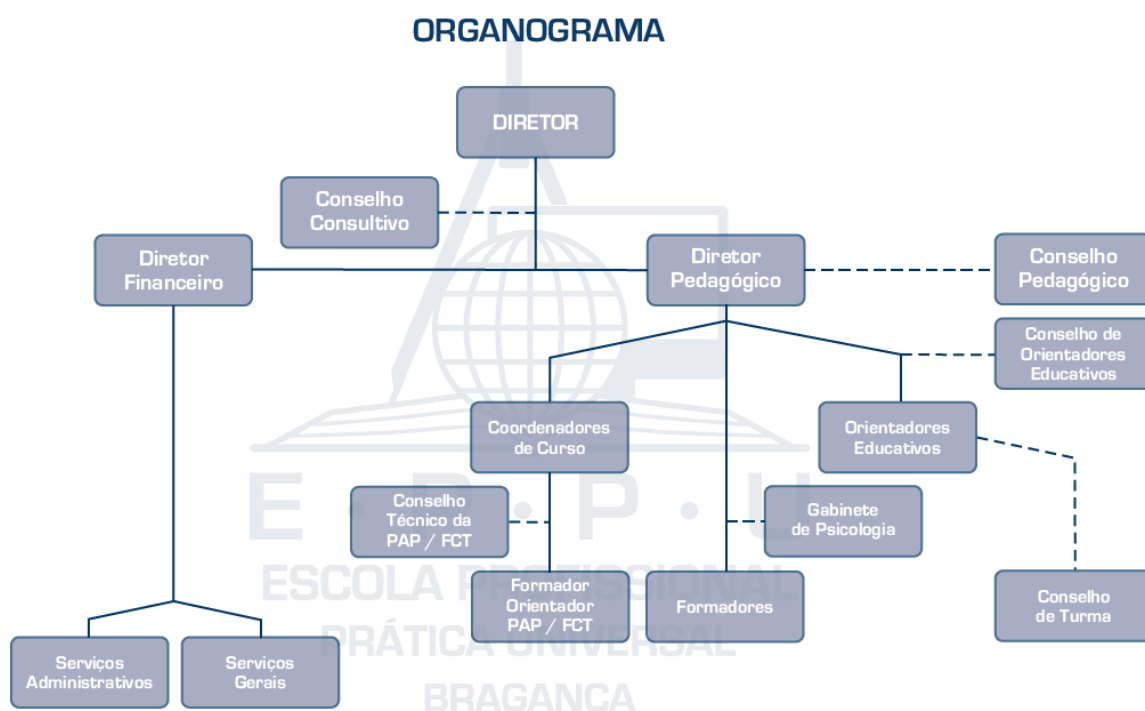 ORGANOGRAMA
DIRETOR
Conselho
Consultivo
Diretor
Financeiro
Diretor
Pedagógico
Conselho
Pedagógico
Conselho de
Orientadores
Educativos
Coordenadores
de Curso
Orientadores
Educativos
Conselho
Técnico da
PAP / FCT
Gabinete
de Psicologia
E · P · P · U
ESCOLA PROFISSIONAL
Formador
Orientador
PAP / FCT
Formadores
Conselho
de Turma
PRÁTICA UNIVERSAL
Serviços
Administrativos
Serviços
Gerais
BRAGANÇA